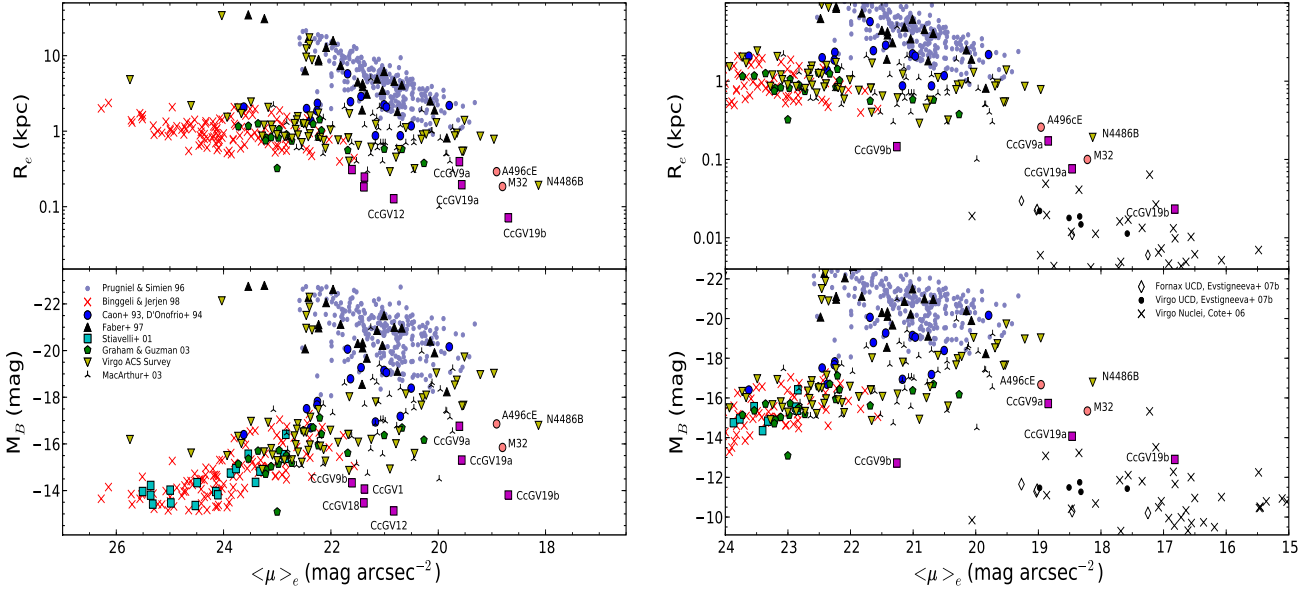 10
1
0.1
R_e (kpc)
CcGV9a
A496cE
M32
N4486B
CcGV12
CcGV19b
−22
−20
−18
−16
−14
M_B (mag)
Prugniel & Simien 96
Binggeli & Jerjen 98
Caon+ 93, D'Onofrio+ 94
Faber+ 97
Stiavelli+ 01
Graham & Guzman 03
Virgo ACS Survey
MacArthur+ 03
A496cE
N4486B
CcGV9a
M32
CcGV19a
CcGV9b
CcGV1
CcGV18
CcGV19b
CcGV12
26 24 22 20 18
<μ>_e (mag arcsec⁻²)
10
1
0.1
0.01
R_e (kpc)
A496cE
N4486B
CcGV9a
CcGV9b
M32
CcGV19a
CcGV19b
−22
−20
−18
−16
−14
−12
−10
M_B (mag)
Fornax UCD, Evstigneeva+ 07b
Virgo UCD, Evstigneeva+ 07b
Virgo Nuclei, Cote+ 06
A496cE
N4486B
CcGV9a
M32
CcGV19a
CcGV9b
CcGV19b
24 23 22 21 20 19 18 17 16 15
<μ>_e (mag arcsec⁻²)